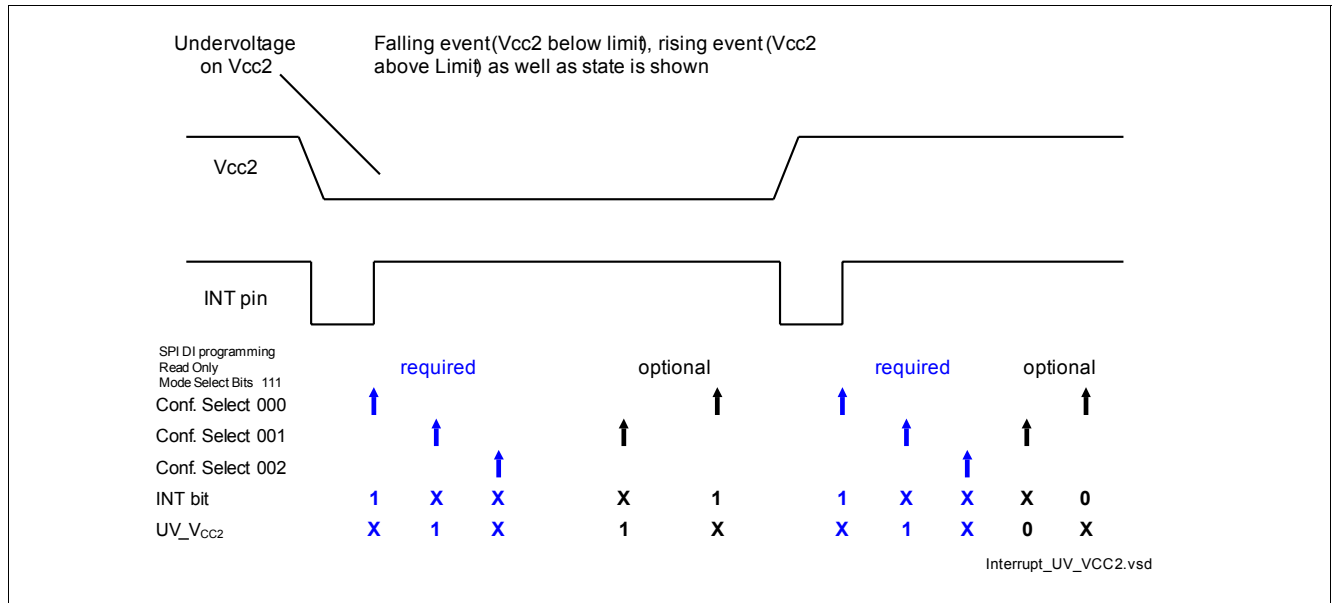 Undervoltage
on Vcc2
Falling event(Vcc2 below limit), rising event(Vcc2
above Limit) as well as state is shown
Vcc2
INT pin
SPI DI programming
Read Only
Mode Select Bits 111
required optional required optional
Conf. Select 000
Conf. Select 001
Conf. Select 002
INT bit 1 X X X 1 1 X X X 0
UV_VCC2 X 1 X 1 X X 1 X 0 X
Interrupt_UV_VCC2.vsd